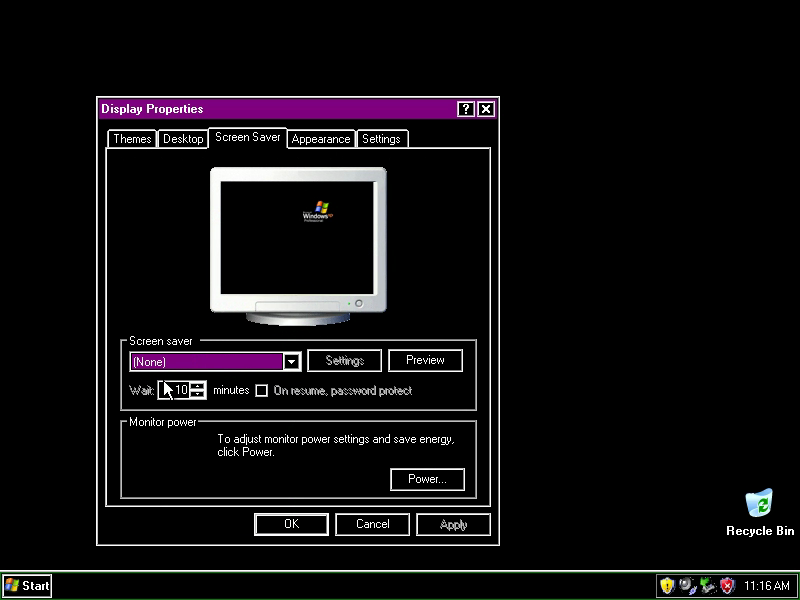 Display Properties
Themes Desktop Screen Saver Appearance Settings
Windows xp
Professional
Screen saver
(None) Settings Preview
Wait: 10 minutes On resume, password protect
Monitor power
To adjust monitor power settings and save energy,
click Power.
Power...
OK Cancel Apply
Recycle Bin
Start 11:16 AM